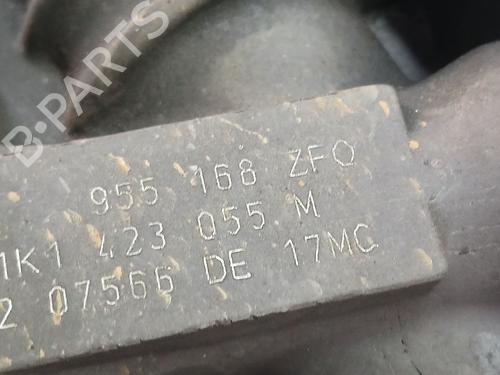 B-PARTS
955 168 ZFO
1K1 423 055 M
2 07566 DE 17MC